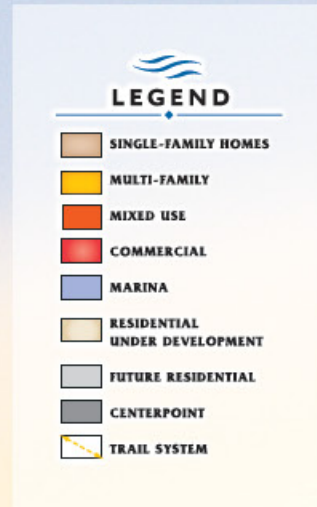 LEGEND
SINGLE-FAMILY HOMES
MULTI-FAMILY
MIXED USE
COMMERCIAL
MARINA
RESIDENTIAL
UNDER DEVELOPMENT
FUTURE RESIDENTIAL
CENTERPOINT
TRAIL SYSTEM